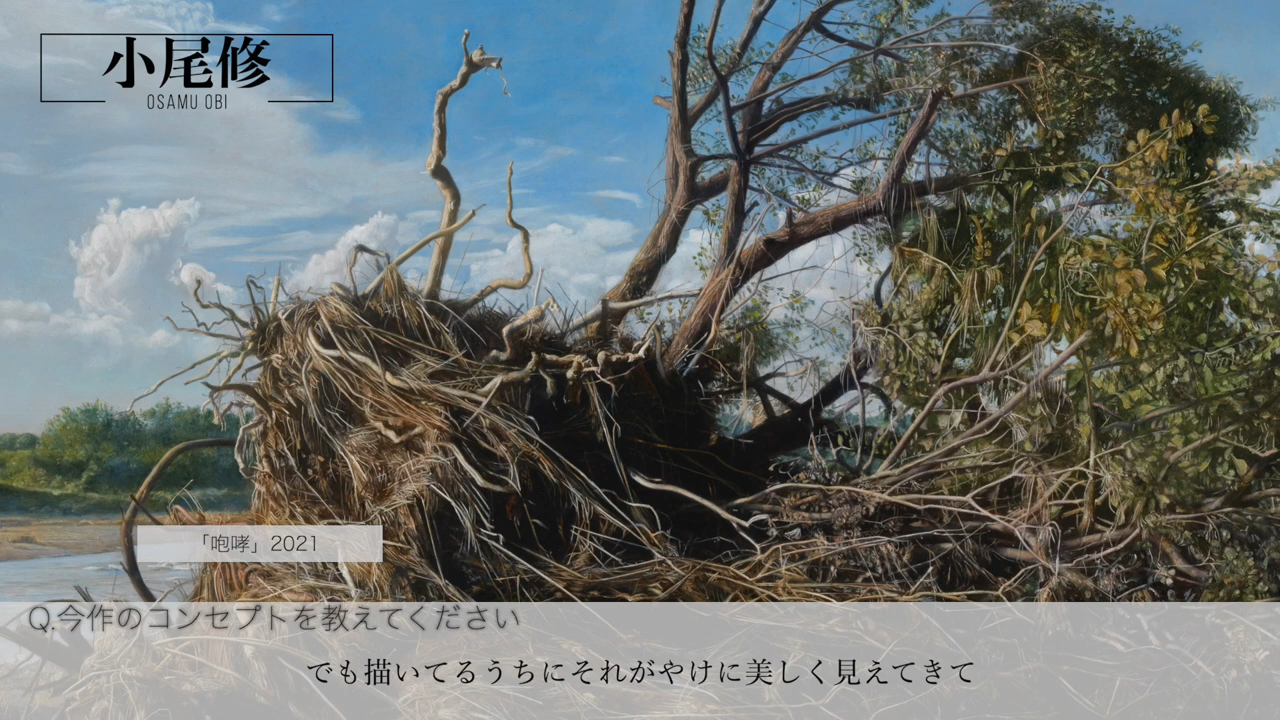 小尾修
OSAMU OBI
「咆哮」2021
Q.今作のコンセプトを教えてください
でも描いてるうちにそれがやけに美しく見えてきて